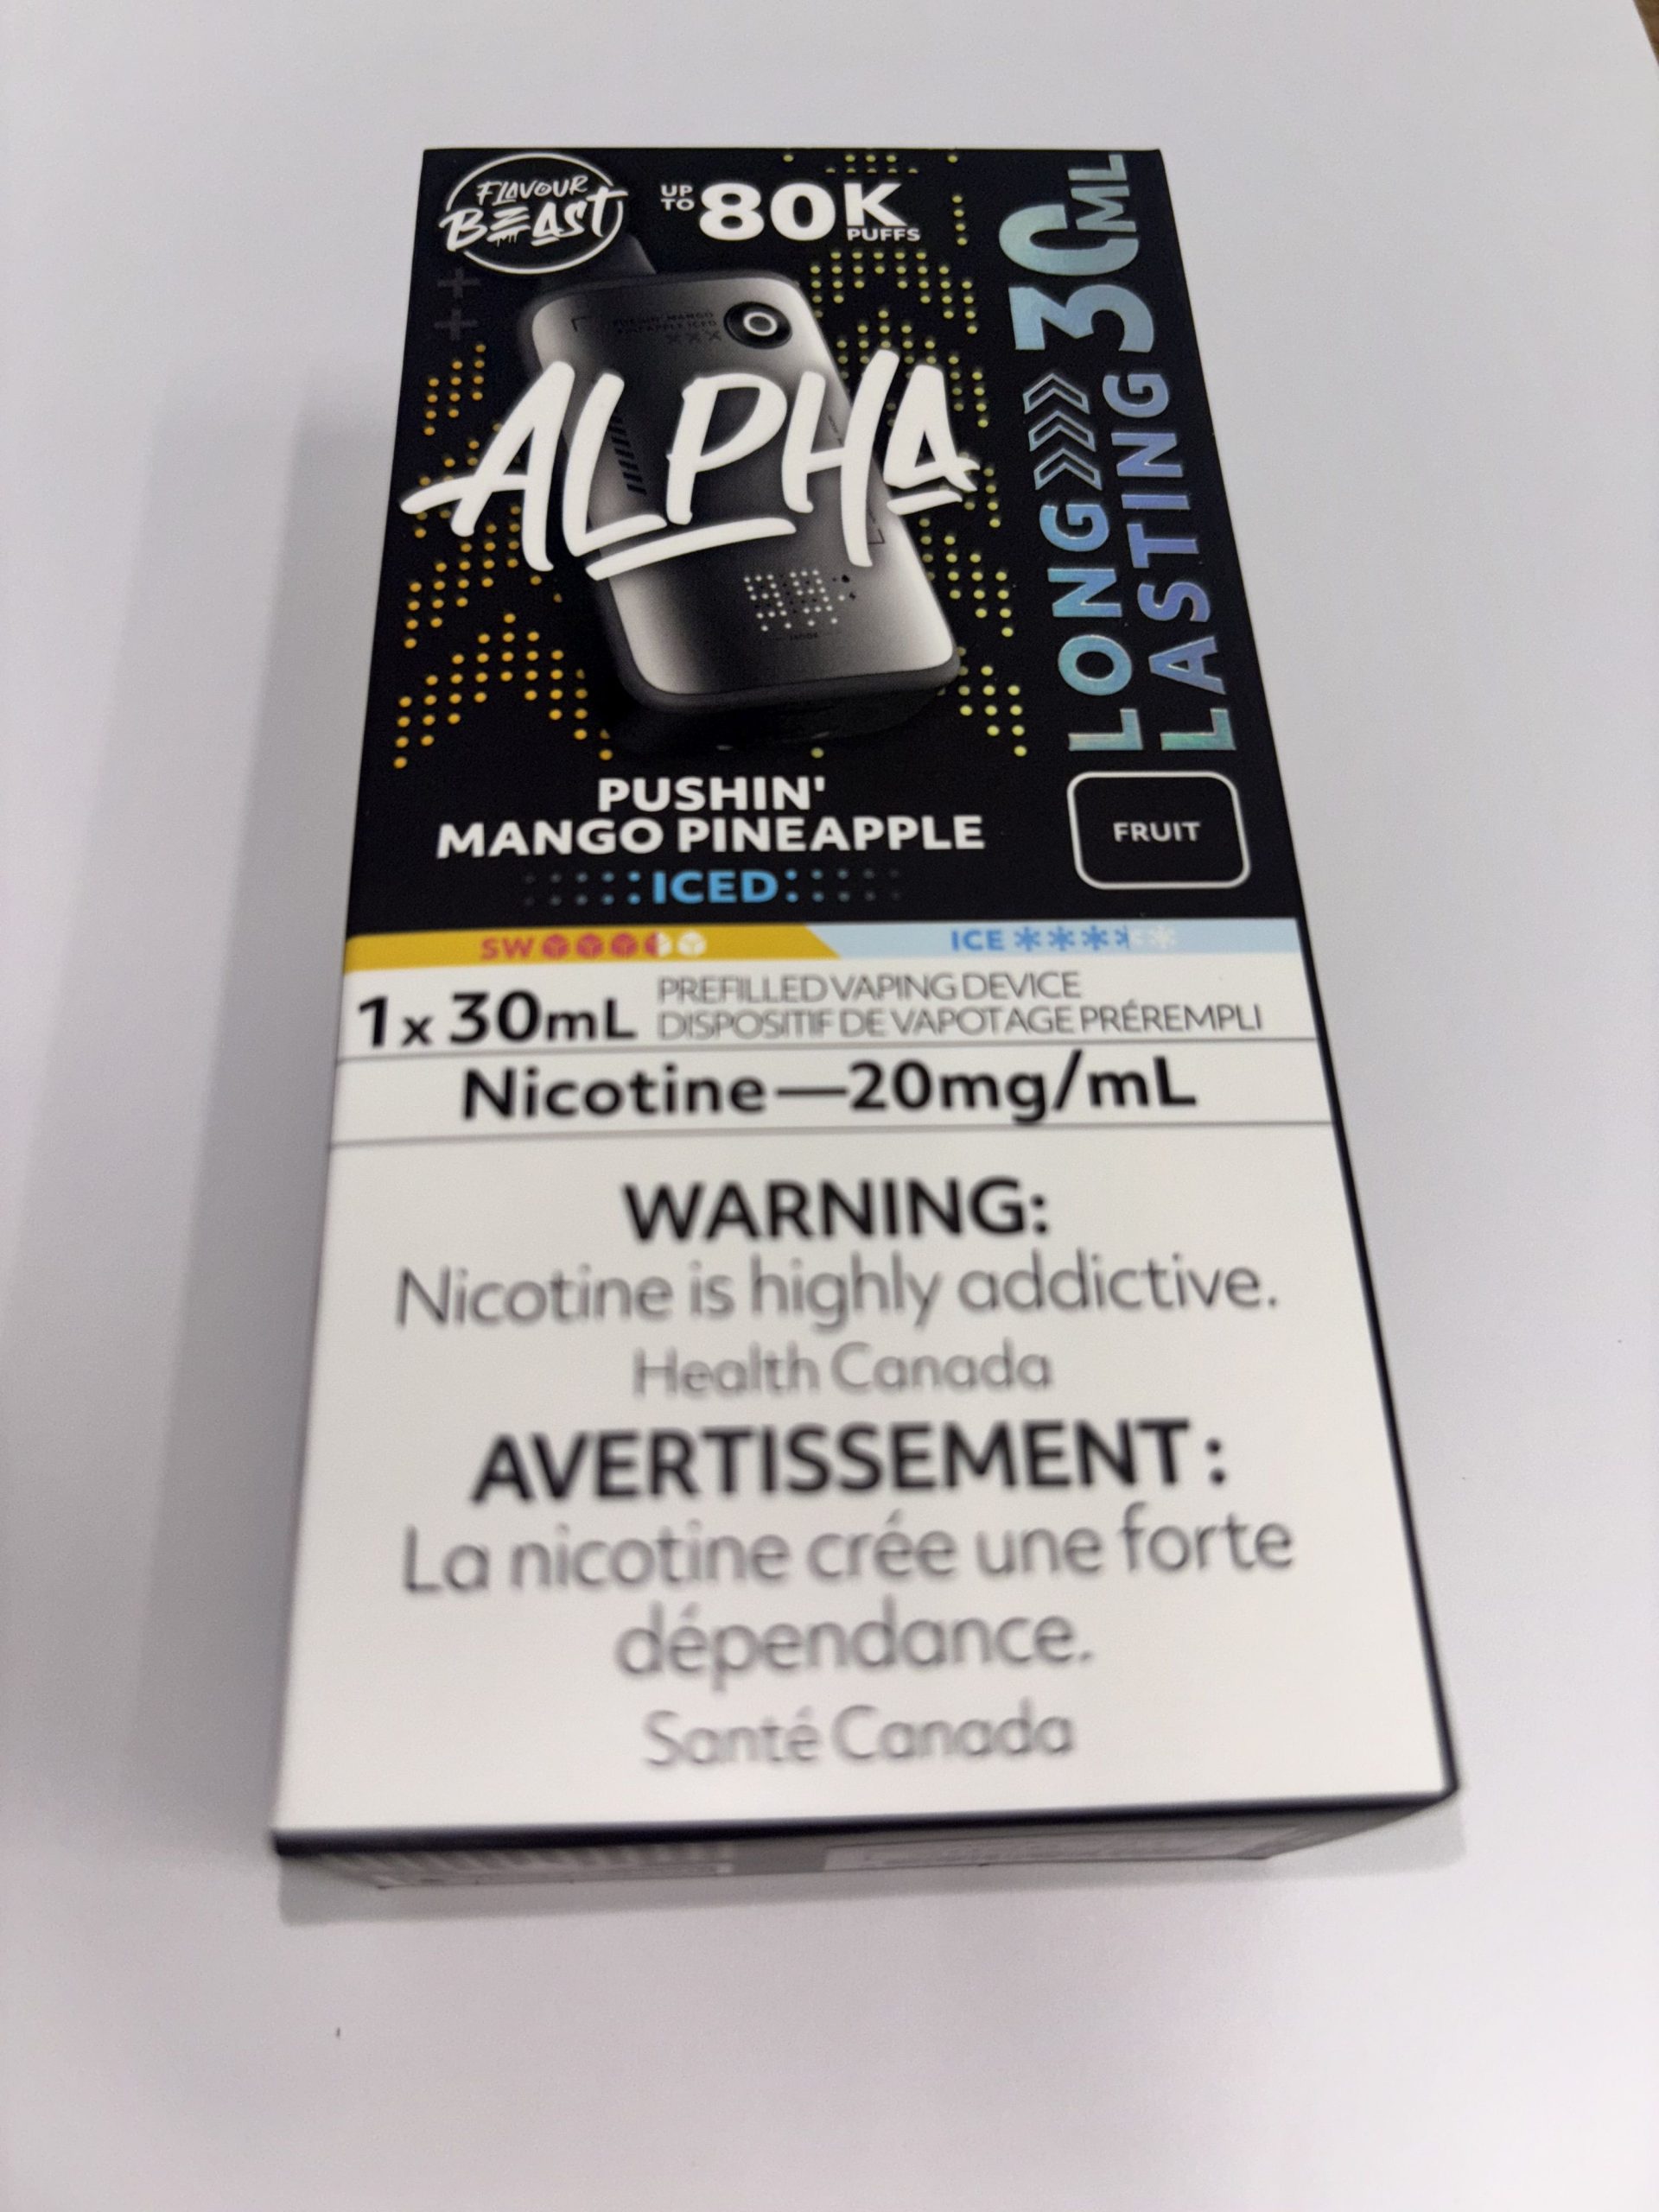 FLAVOUR
BEAST
UP
TO
80K
PUFFS
ALPHA
LONG
LASTING
30ML
PUSHIN'
MANGO PINEAPPLE
ICED
FRUIT
SW
ICE
1 x 30mL
PREFILLED VAPING DEVICE
DISPOSITIF DE VAPOTAGE PRÉREMPLI
Nicotine—20mg/mL
WARNING:
Nicotine is highly addictive.
Health Canada
AVERTISSEMENT :
La nicotine crée une forte
dépendance.
Santé Canada